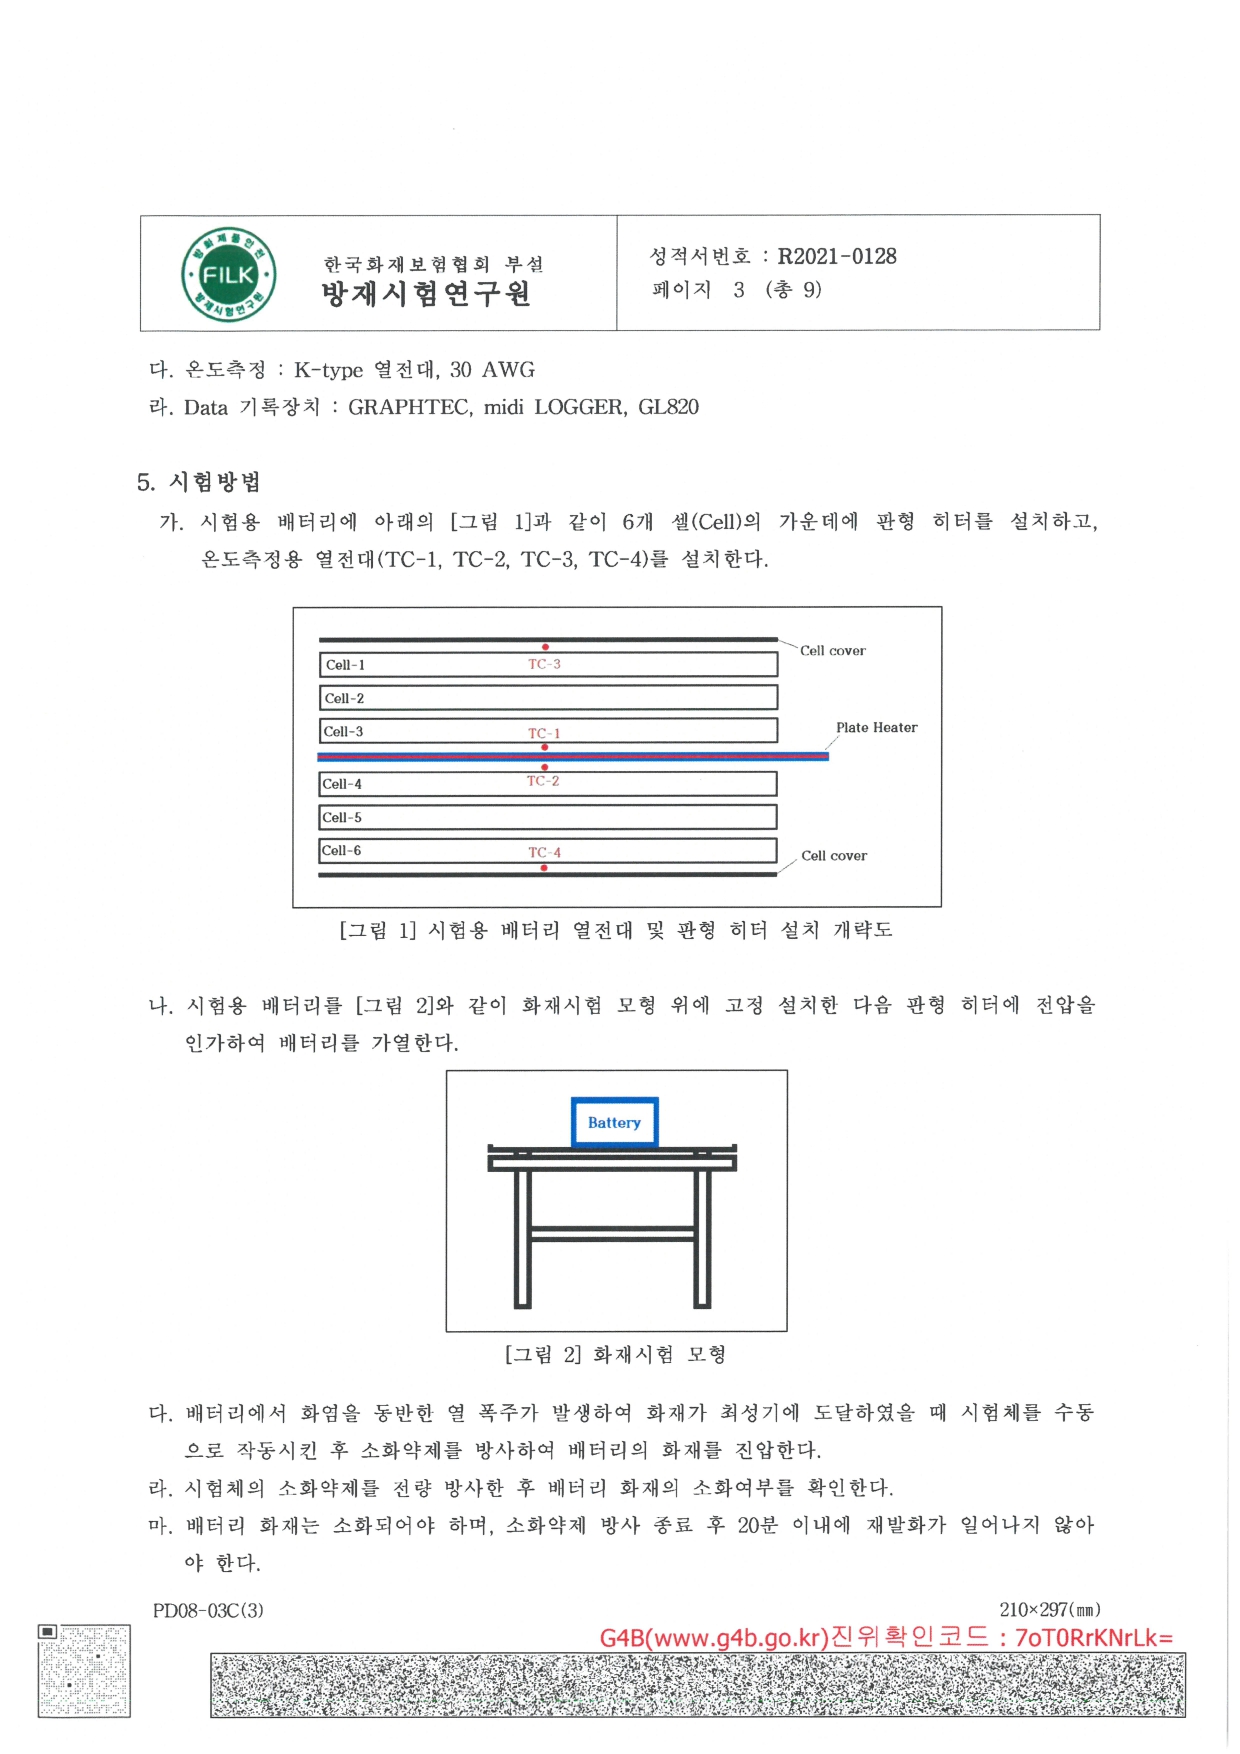 방화제품인전
FILK
방재시험연구원
한국화재보험협회 부설
방재시험연구원
성적서번호 : R2021-0128
페이지 3 (총 9)
다. 온도측정 : K-type 열전대, 30 AWG
라. Data 기록장치 : GRAPHTEC, midi LOGGER, GL820
5. 시험방법
가. 시험용 배터리에 아래의 [그림 1]과 같이 6개 셀(Cell)의 가운데에 판형 히터를 설치하고,
온도측정용 열전대(TC-1, TC-2, TC-3, TC-4)를 설치한다.
Cell cover
Cell-1 TC-3
Cell-2
Cell-3 TC-1
Plate Heater
Cell-4 TC-2
Cell-5
Cell-6 TC-4
Cell cover
[그림 1] 시험용 배터리 열전대 및 판형 히터 설치 개략도
나. 시험용 배터리를 [그림 2]와 같이 화재시험 모형 위에 고정 설치한 다음 판형 히터에 전압을
인가하여 배터리를 가열한다.
Battery
[그림 2] 화재시험 모형
다. 배터리에서 화염을 동반한 열 폭주가 발생하여 화재가 최성기에 도달하였을 때 시험체를 수동
으로 작동시킨 후 소화약제를 방사하여 배터리의 화재를 진압한다.
라. 시험체의 소화약제를 전량 방사한 후 배터리 화재의 소화여부를 확인한다.
마. 배터리 화재는 소화되어야 하며, 소화약제 방사 종료 후 20분 이내에 재발화가 일어나지 않아
야 한다.
PD08-03C(3)
210×297(㎜)
G4B(www.g4b.go.kr)진위확인코드 : 7oT0RrKNrLk=